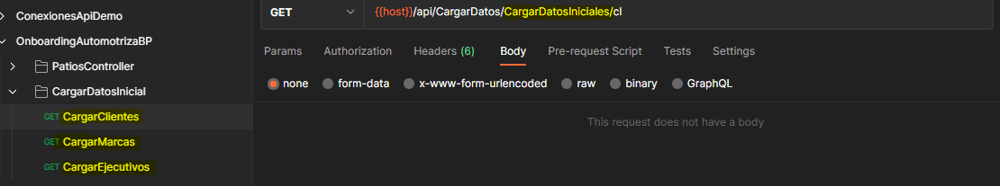 ConexionesApiDemo
OnboardingAutomotrizaBP
PatiosController
CargarDatosInicial
GET CargarClientes
GET CargarMarcas
GET CargarEjecutivos
GET {{host}}/api/CargarDatos/CargarDatosIniciales/cl
Params Authorization Headers (6) Body Pre-request Script Tests Settings
none form-data x-www-form-urlencoded raw binary GraphQL
This request does not have a body